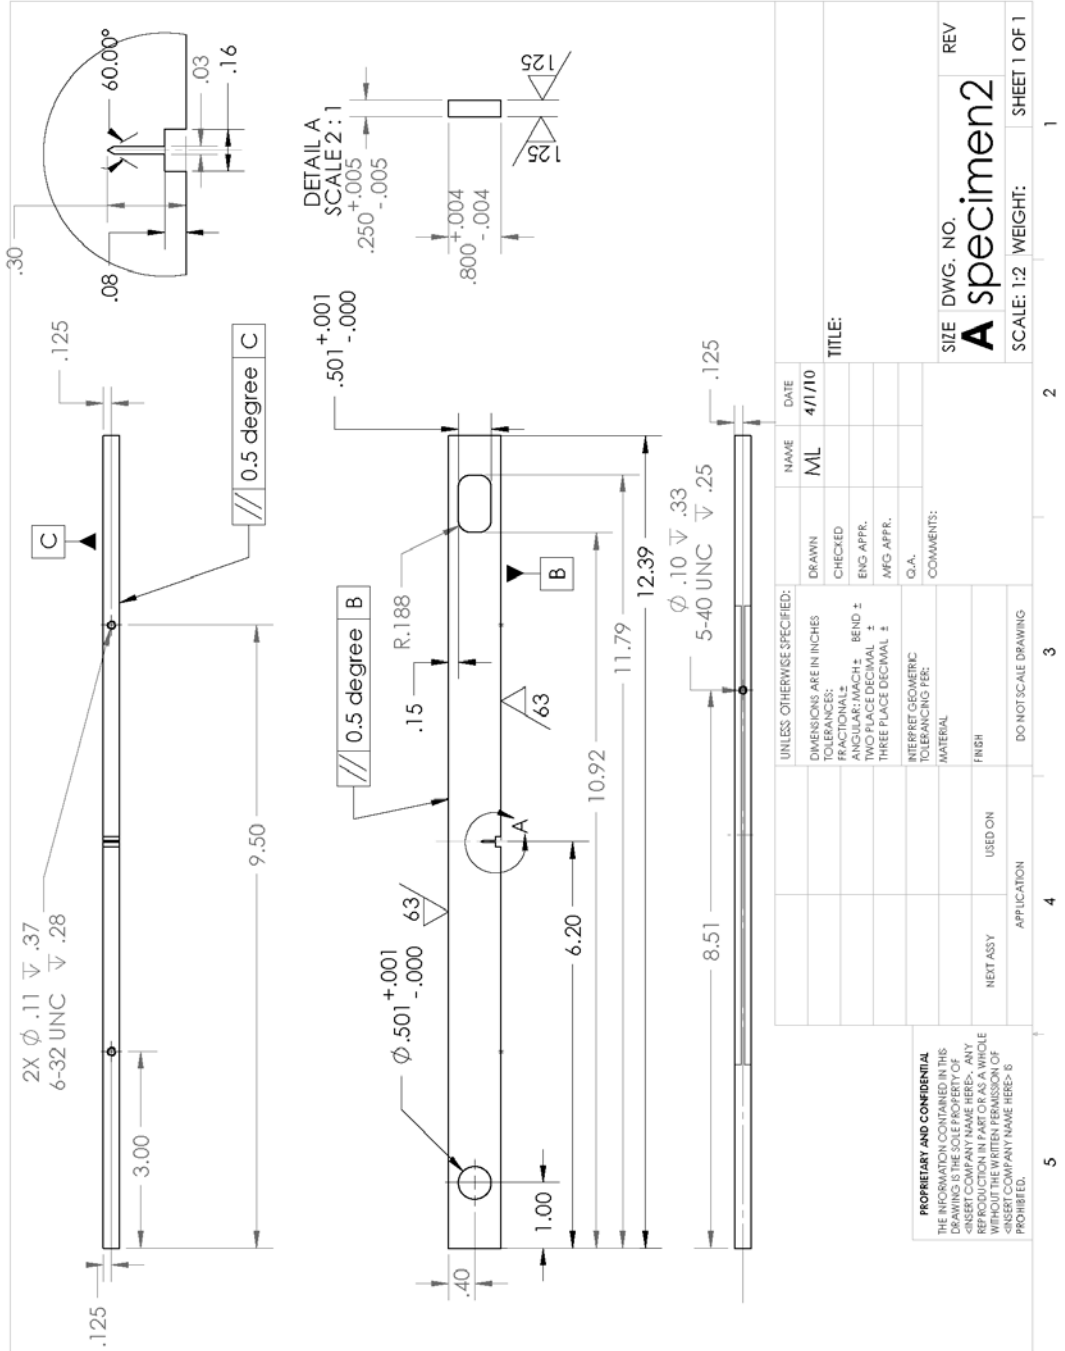 2X Ø .11 ↧ .37
6-32 UNC ↧ .28
.125
3.00
9.50
C
.125
// 0.5 degree C
.30
.08
60.00°
.03
.16
DETAIL A
SCALE 2 : 1
.250 +.005 -.005
.800 +.004 -.004
125
125
.40
1.00
Ø.501 +.001 -.000
63
6.20
A
// 0.5 degree B
.15
R.188
63
B
.501 +.001 -.000
10.92
11.79
12.39
8.51
Ø .10 ↧ .33
5-40 UNC ↧ .25
.125
PROPRIETARY AND CONFIDENTIAL
THE INFORMATION CONTAINED IN THIS
DRAWING IS THE SOLE PROPERTY OF
<INSERT COMPANY NAME HERE>. ANY
REPRODUCTION IN PART OR AS A WHOLE
WITHOUT THE WRITTEN PERMISSION OF
<INSERT COMPANY NAME HERE> IS
PROHIBITED.
NEXT ASSY
USED ON
APPLICATION
UNLESS OTHERWISE SPECIFIED:
DIMENSIONS ARE IN INCHES
TOLERANCES:
FRACTIONAL±
ANGULAR: MACH± BEND ±
TWO PLACE DECIMAL ±
THREE PLACE DECIMAL ±
INTERPRET GEOMETRIC
TOLERANCING PER:
MATERIAL
FINISH
DO NOT SCALE DRAWING
NAME
DATE
DRAWN
ML
4/1/10
CHECKED
ENG APPR.
MFG APPR.
Q.A.
COMMENTS:
TITLE:
SIZE
A
DWG. NO.
specimen2
REV
SCALE: 1:2
WEIGHT:
SHEET 1 OF 1
5
4
3
2
1